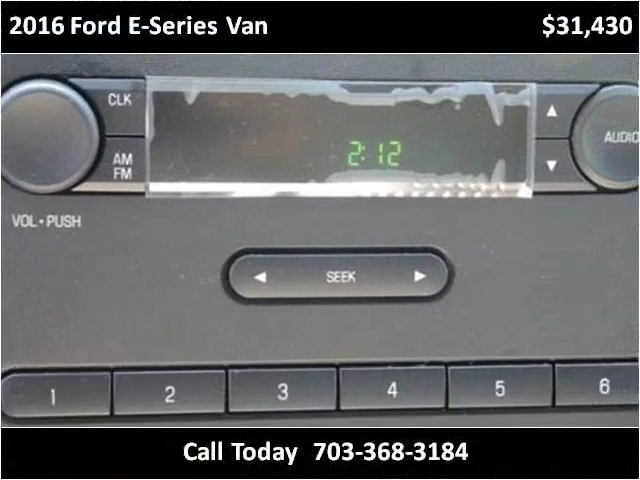 2016 Ford E-Series Van $31,430
CLK
AM
FM
2:12
▲
▼
AUDIO
VOL • PUSH
◄ SEEK ►
1 2 3 4 5 6
Call Today 703-368-3184